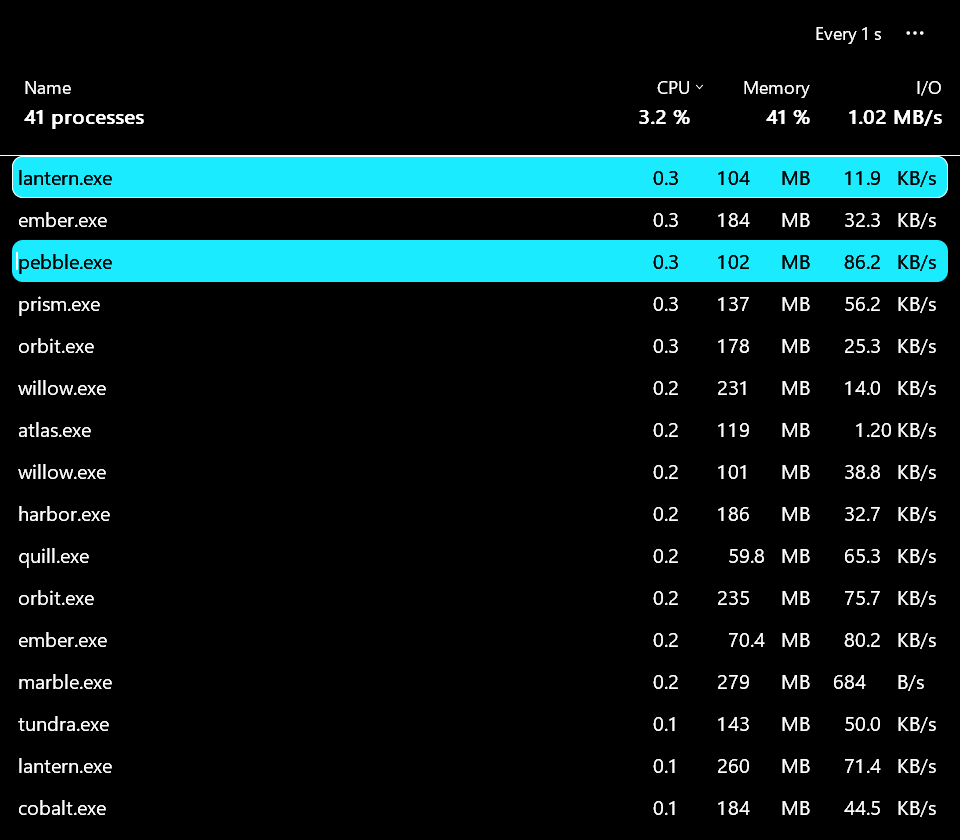 Every 1 s ···
Name CPU Memory I/O
41 processes 3.2 % 41 % 1.02 MB/s
lantern.exe 0.3 104 MB 11.9 KB/s
ember.exe 0.3 184 MB 32.3 KB/s
pebble.exe 0.3 102 MB 86.2 KB/s
prism.exe 0.3 137 MB 56.2 KB/s
orbit.exe 0.3 178 MB 25.3 KB/s
willow.exe 0.2 231 MB 14.0 KB/s
atlas.exe 0.2 119 MB 1.20 KB/s
willow.exe 0.2 101 MB 38.8 KB/s
harbor.exe 0.2 186 MB 32.7 KB/s
quill.exe 0.2 59.8 MB 65.3 KB/s
orbit.exe 0.2 235 MB 75.7 KB/s
ember.exe 0.2 70.4 MB 80.2 KB/s
marble.exe 0.2 279 MB 684 B/s
tundra.exe 0.1 143 MB 50.0 KB/s
lantern.exe 0.1 260 MB 71.4 KB/s
cobalt.exe 0.1 184 MB 44.5 KB/s